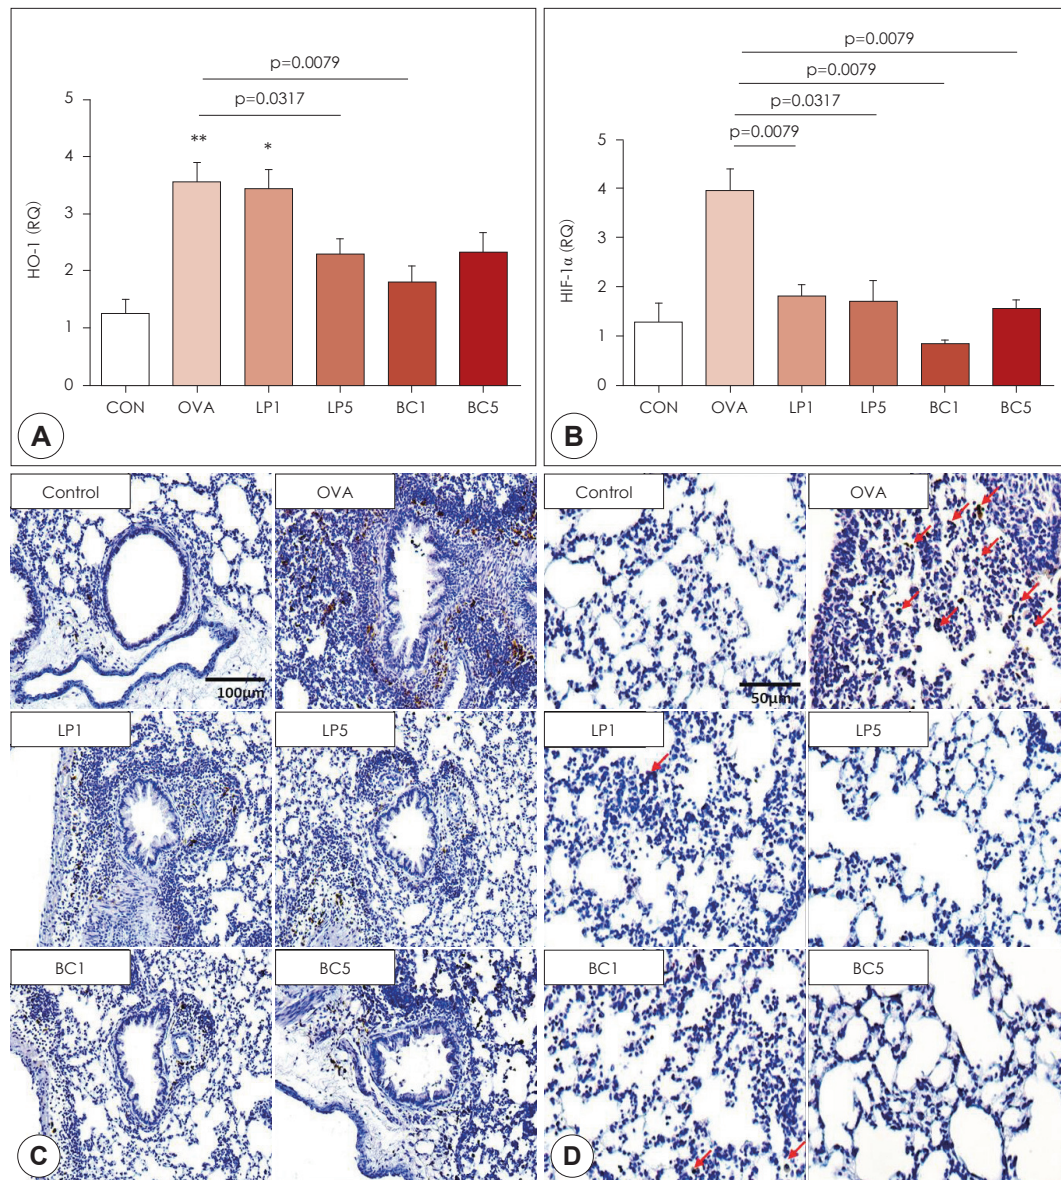 p=0.0079
p=0.0317
5
4
3
2
1
0
HO-1 (RQ)
**
*
CON OVA LP1 LP5 BC1 BC5
A
p=0.0079
p=0.0079
p=0.0317
p=0.0079
5
4
3
2
1
0
HIF-1α (RQ)
CON OVA LP1 LP5 BC1 BC5
B
Control OVA
100μm
LP1 LP5
BC1 BC5
C
Control OVA
50μm
LP1 LP5
BC1 BC5
D